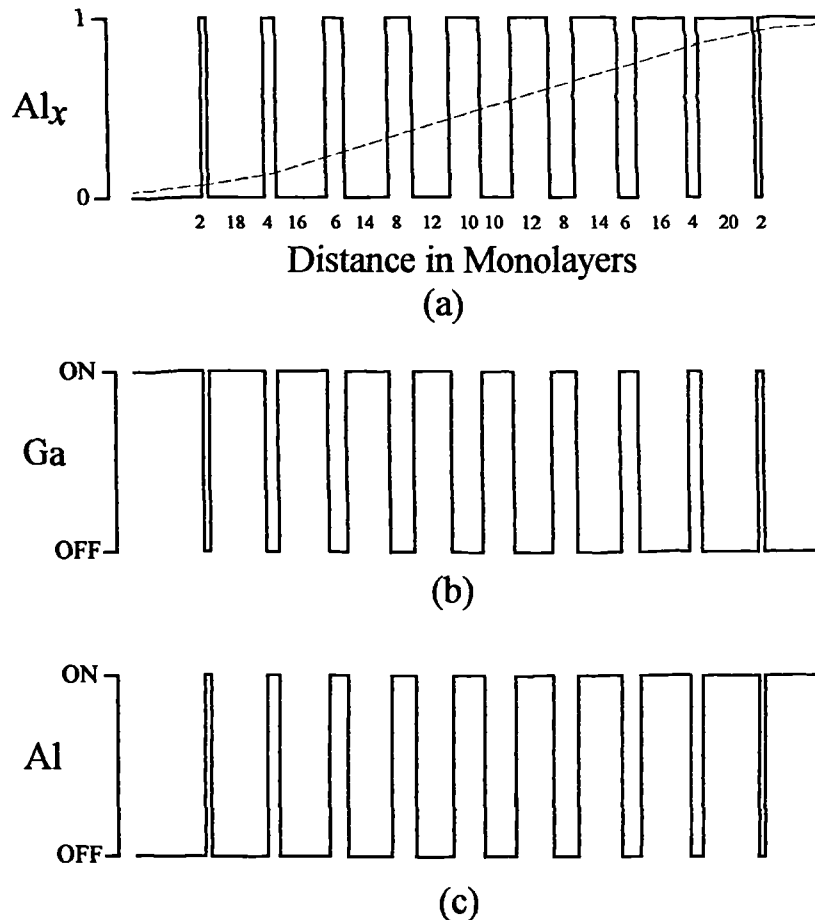 1
Alx
0
2 18 4 16 6 14 8 12 10 10 12 8 14 6 16 4 20 2
Distance in Monolayers
(a)
ON
Ga
OFF
(b)
ON
Al
OFF
(c)